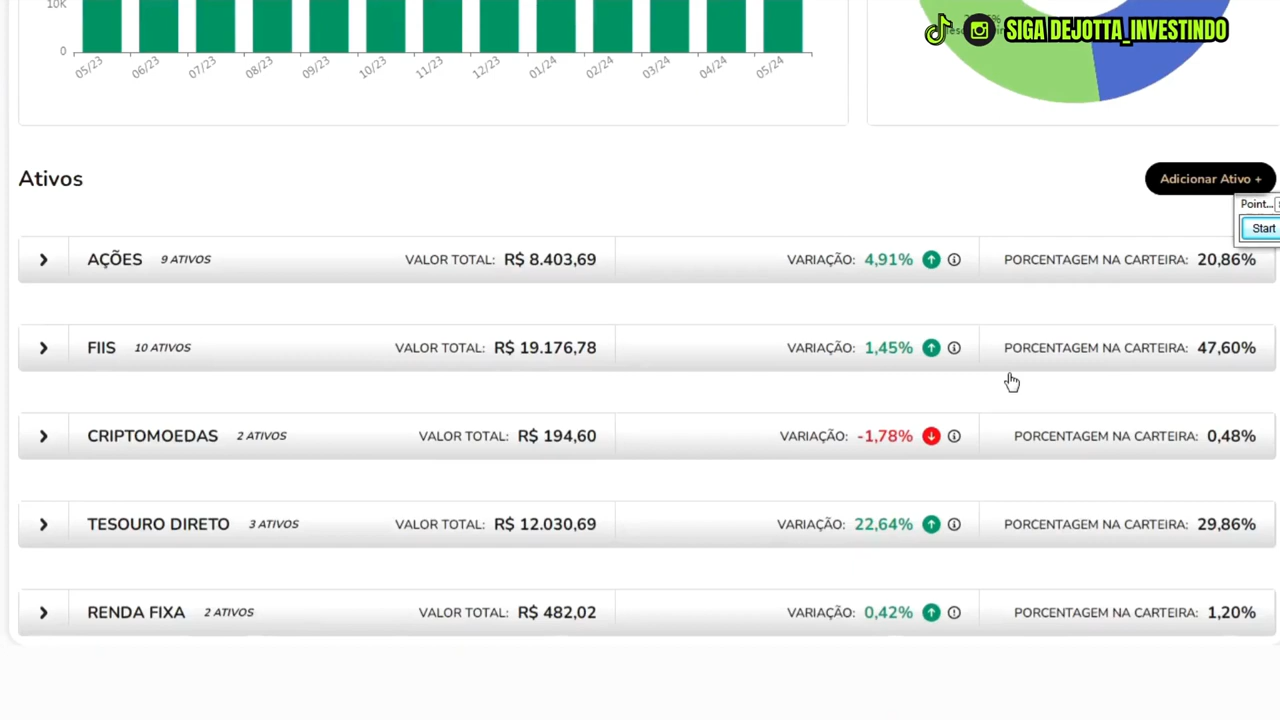 10K
SIGA DEJOTTA_INVESTINDO
0
05/23 06/23 07/23 08/23 09/23 10/23 11/23 12/23 01/24 02/24 03/24 04/24 05/24
Ativos
Adicionar Ativo +
Point...
Start
AÇÕES 9 ATIVOS VALOR TOTAL: R$ 8.403,69 VARIAÇÃO: 4,91% PORCENTAGEM NA CARTEIRA: 20,86%
FIIS 10 ATIVOS VALOR TOTAL: R$ 19.176,78 VARIAÇÃO: 1,45% PORCENTAGEM NA CARTEIRA: 47,60%
CRIPTOMOEDAS 2 ATIVOS VALOR TOTAL: R$ 194,60 VARIAÇÃO: -1,78% PORCENTAGEM NA CARTEIRA: 0,48%
TESOURO DIRETO 3 ATIVOS VALOR TOTAL: R$ 12.030,69 VARIAÇÃO: 22,64% PORCENTAGEM NA CARTEIRA: 29,86%
RENDA FIXA 2 ATIVOS VALOR TOTAL: R$ 482,02 VARIAÇÃO: 0,42% PORCENTAGEM NA CARTEIRA: 1,20%